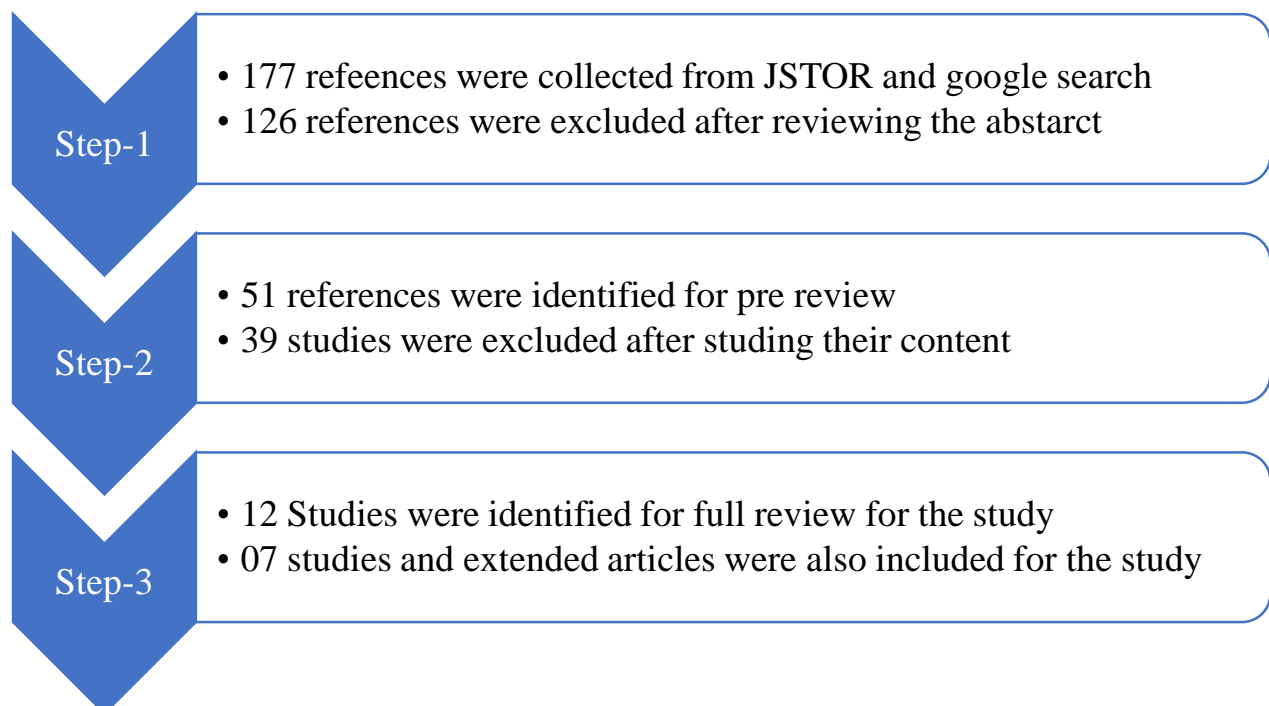 Step-1
• 177 refeences were collected from JSTOR and google search
• 126 references were excluded after reviewing the abstarct
Step-2
• 51 references were identified for pre review
• 39 studies were excluded after studing their content
Step-3
• 12 Studies were identified for full review for the study
• 07 studies and extended articles were also included for the study